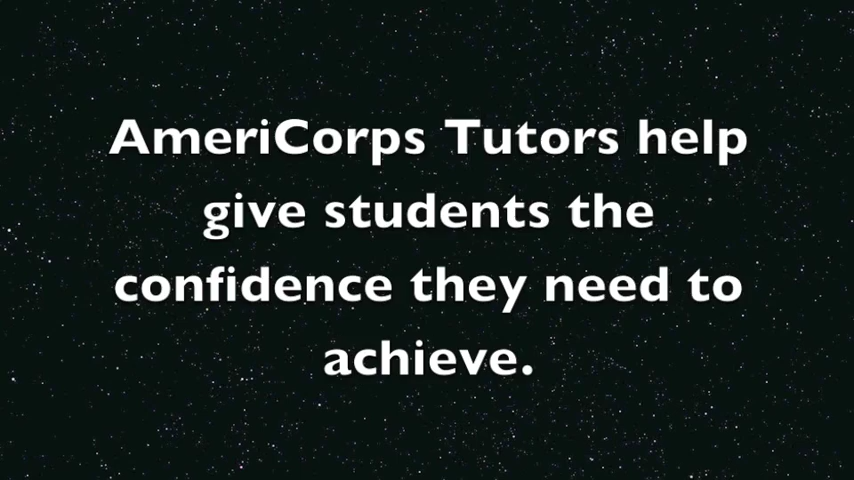 AmeriCorps Tutors help
give students the
confidence they need to
achieve.